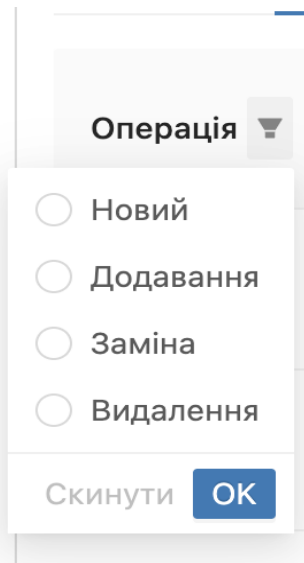 Операція
Новий
Додавання
Заміна
Видалення
Скинути OK